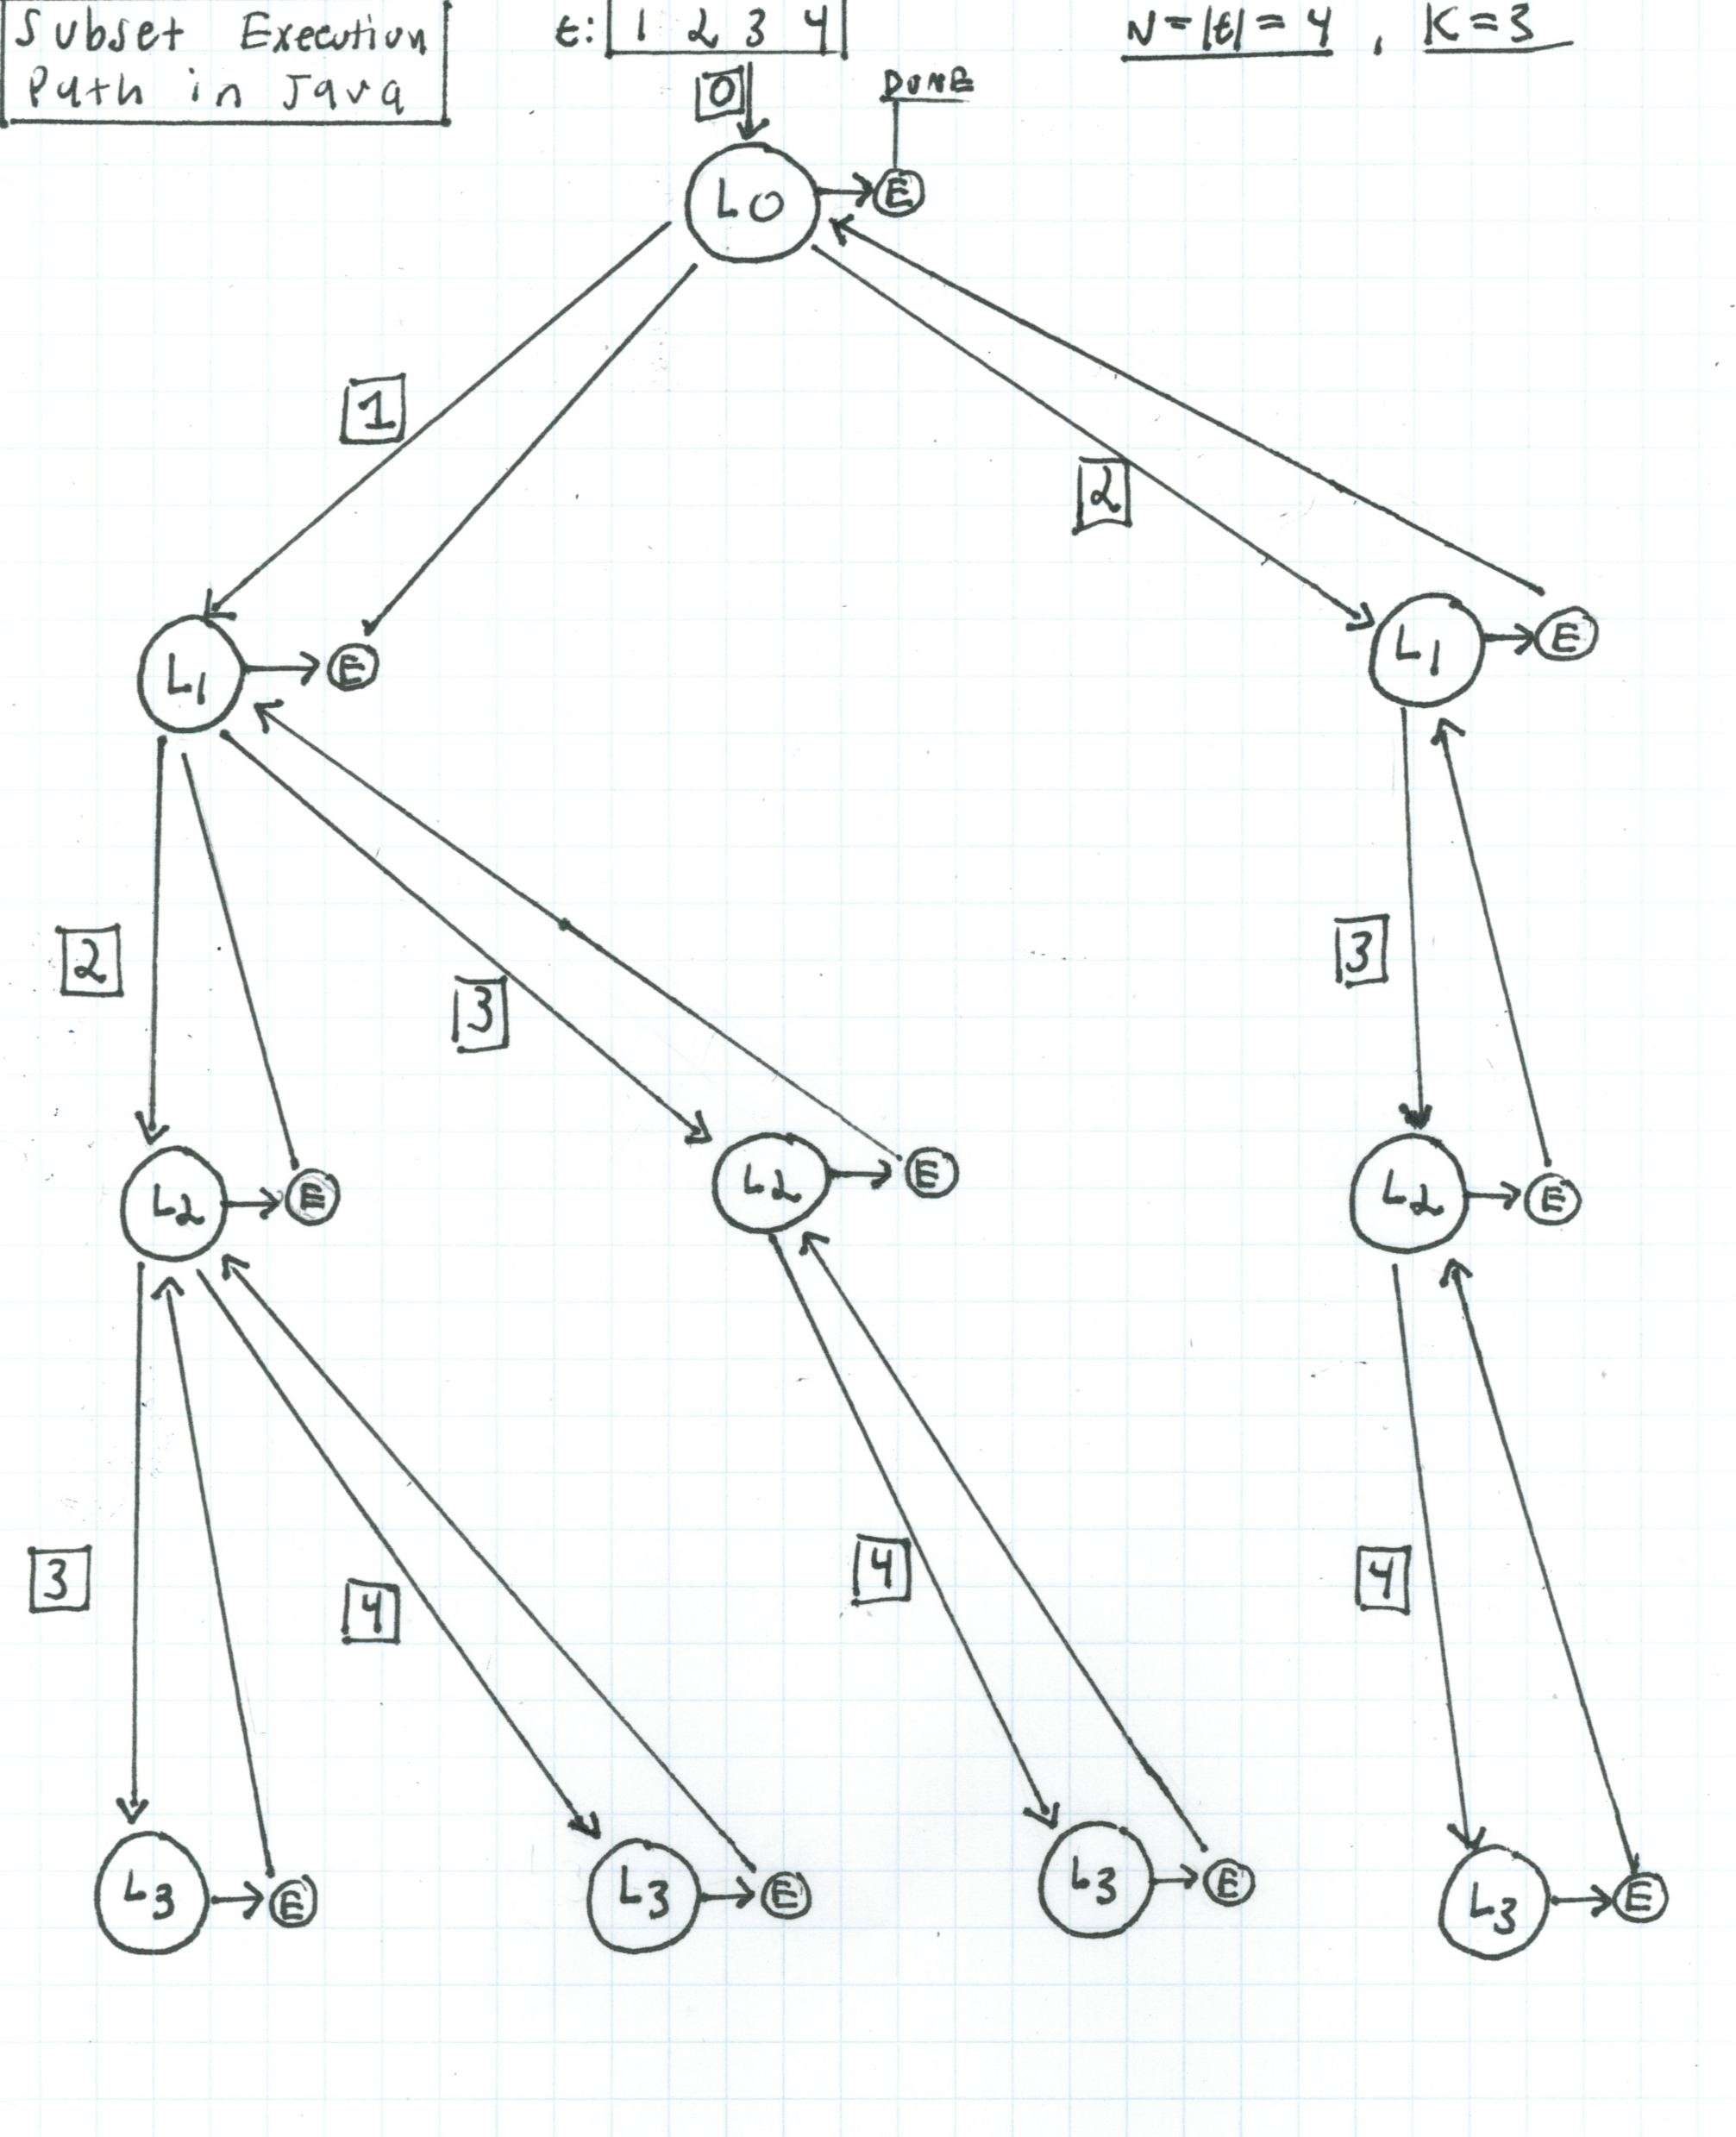 Subset Execution
Path in Java
t: 1 2 3 4
N=|t|=4, K=3
0
DONE
L0 E
1
2
L1 E
L1 E
2
3
3
L2 E
L2 E
L2 E
3
4
4
4
L3 E
L3 E
L3 E
L3 E